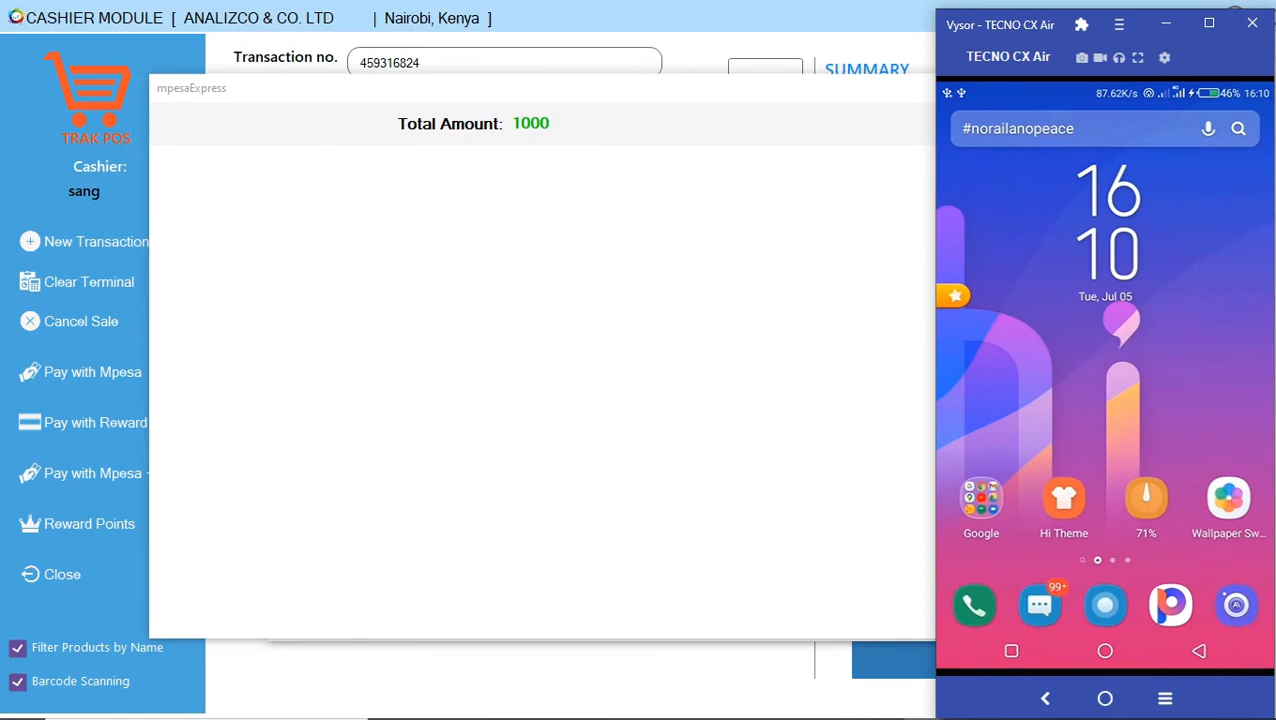 CASHIER MODULE [ ANALIZCO & CO. LTD | Nairobi, Kenya ]
TRAK POS
Cashier:
sang
New Transaction
Clear Terminal
Cancel Sale
Pay with Mpesa
Pay with Reward
Pay with Mpesa -
Reward Points
Close
Filter Products by Name
Barcode Scanning
Transaction no. 459316824
SUMMARY
mpesaExpress
Total Amount: 1000
Vysor - TECNO CX Air
TECNO CX Air
87.62K/s 46% 16:10
#norailanopeace
16
10
Tue, Jul 05
Google
Hi Theme
71%
Wallpaper Sw...
99+